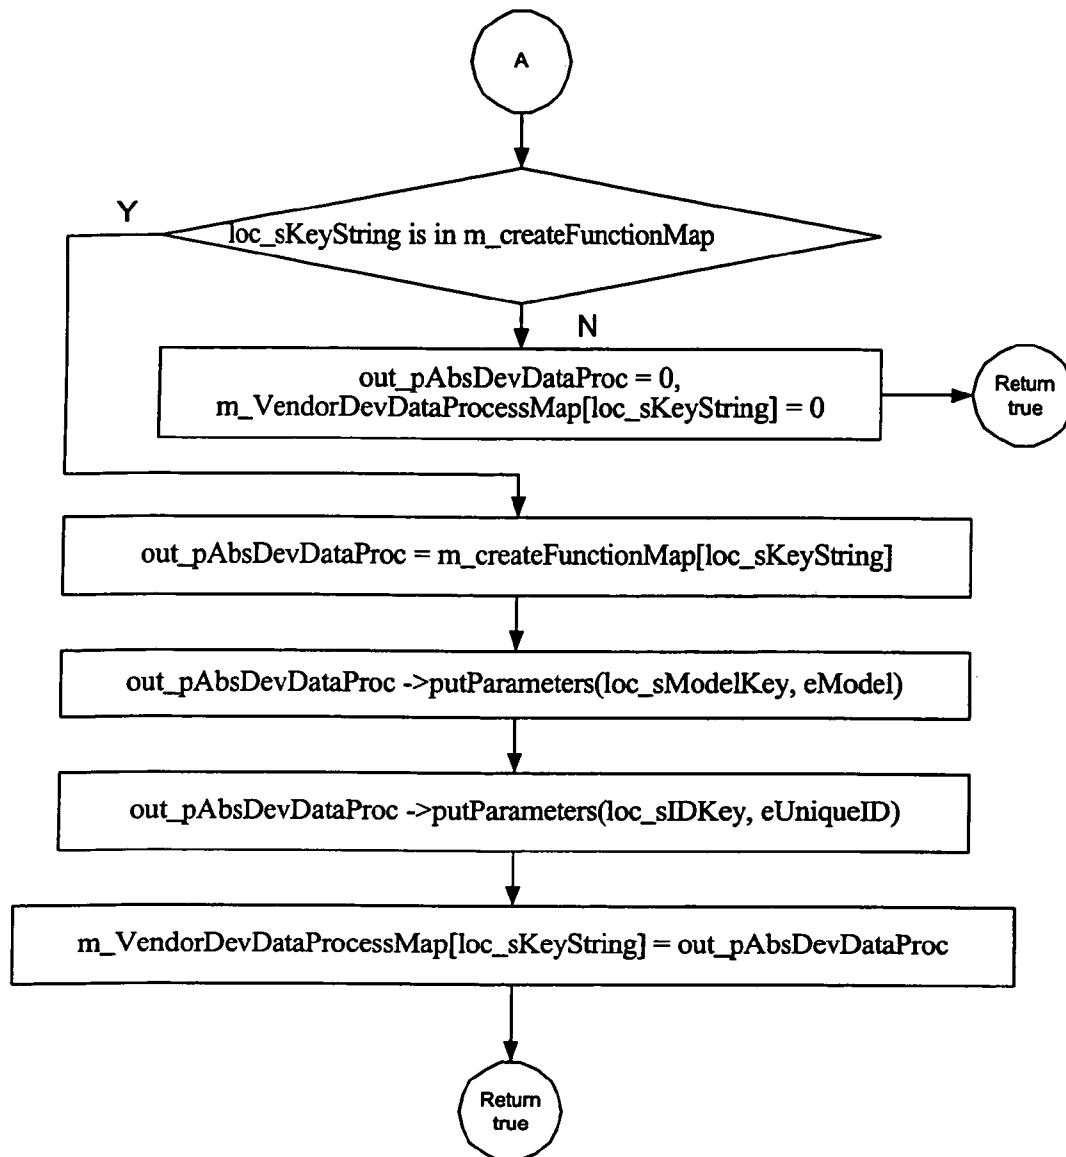 A
Y
loc_sKeyString is in m_createFunctionMap
N
out_pAbsDevDataProc = 0,
m_VendorDevDataProcessMap[loc_sKeyString] = 0
Return
true
out_pAbsDevDataProc = m_createFunctionMap[loc_sKeyString]
out_pAbsDevDataProc ->putParameters(loc_sModelKey, eModel)
out_pAbsDevDataProc ->putParameters(loc_sIDKey, eUniqueID)
m_VendorDevDataProcessMap[loc_sKeyString] = out_pAbsDevDataProc
Return
true